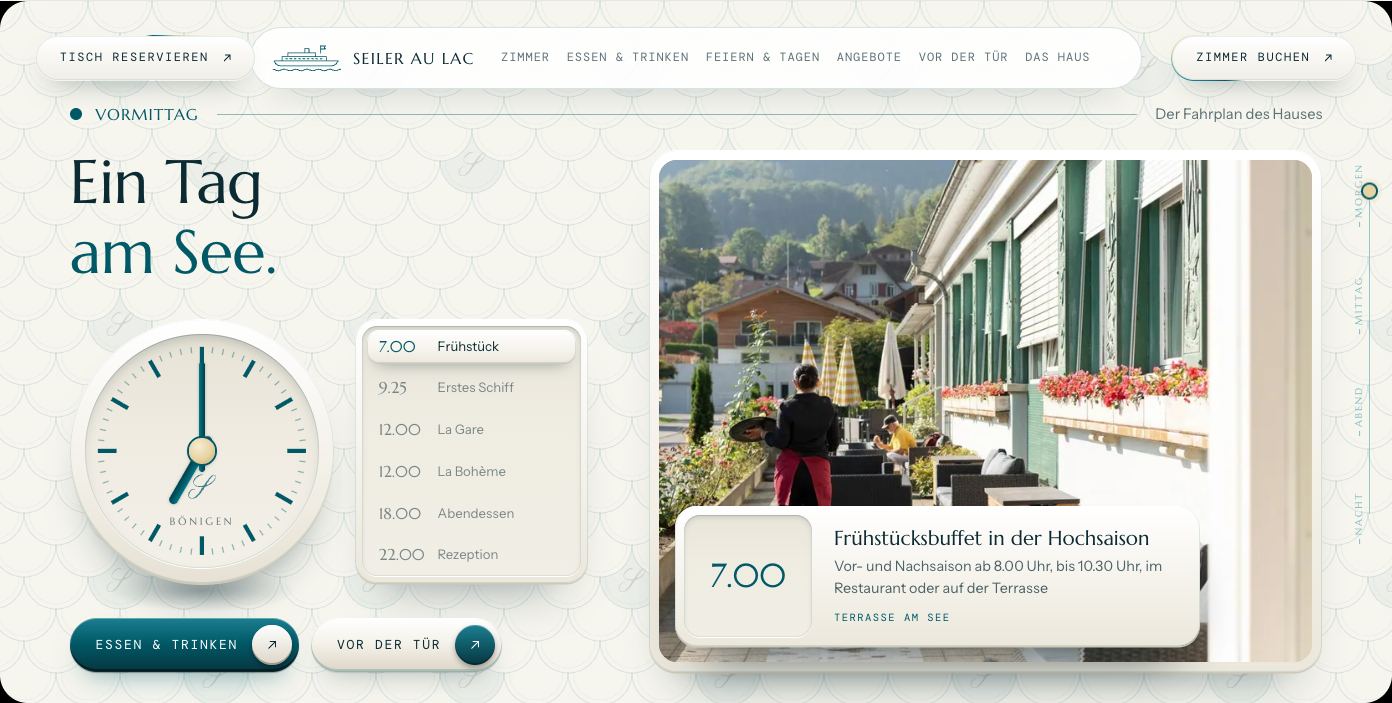 TISCH RESERVIEREN
SEILER AU LAC
ZIMMER
ESSEN & TRINKEN
FEIERN & TAGEN
ANGEBOTE
VOR DER TÜR
DAS HAUS
ZIMMER BUCHEN
VORMITTAG
Der Fahrplan des Hauses
Ein Tag
am See.
BÖNIGEN
7.00 Frühstück
9.25 Erstes Schiff
12.00 La Gare
12.00 La Bohème
18.00 Abendessen
22.00 Rezeption
ESSEN & TRINKEN
VOR DER TÜR
7.00
Frühstücksbuffet in der Hochsaison
Vor- und Nachsaison ab 8.00 Uhr, bis 10.30 Uhr, im
Restaurant oder auf der Terrasse
TERRASSE AM SEE
MORGEN
MITTAG
ABEND
NACHT